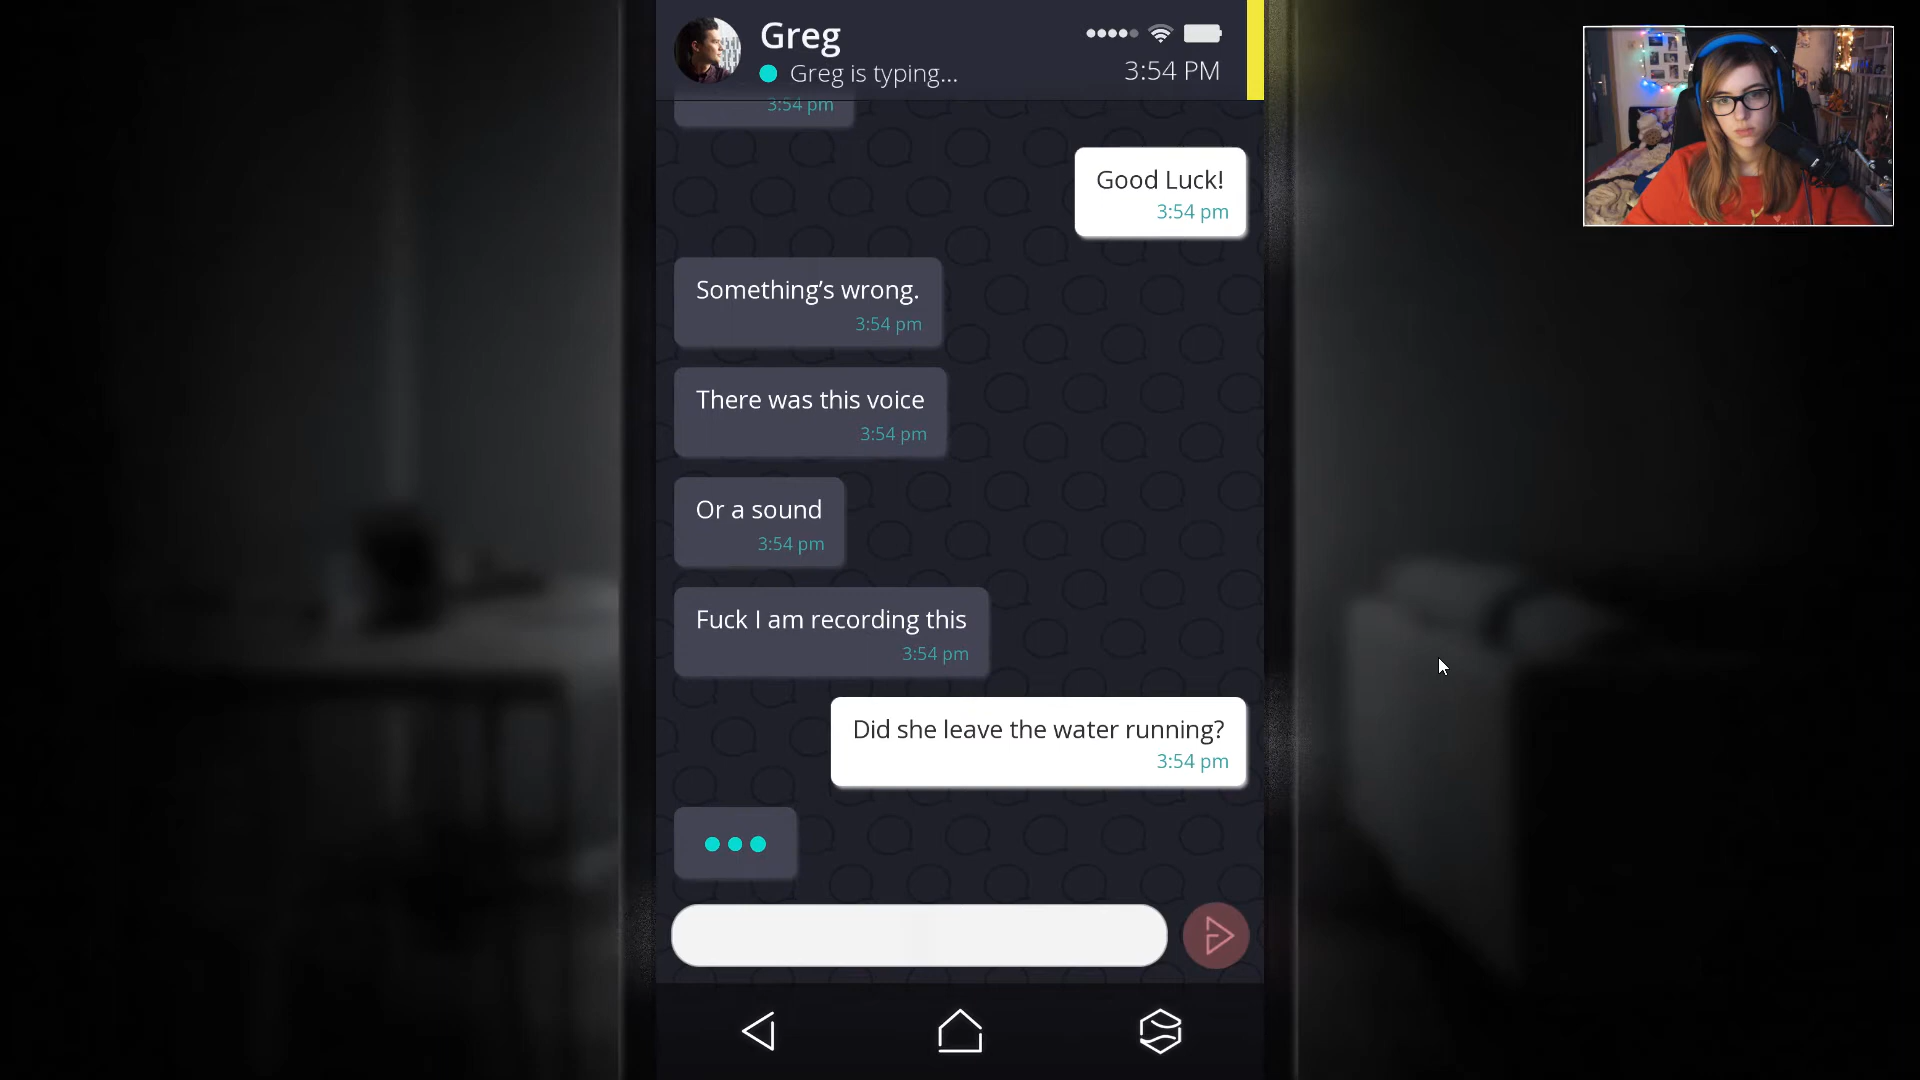 Greg
Greg is typing...
3:54 PM
3:54 pm
Good Luck!
3:54 pm
Something’s wrong.
3:54 pm
There was this voice
3:54 pm
Or a sound
3:54 pm
Fuck I am recording this
3:54 pm
Did she leave the water running?
3:54 pm